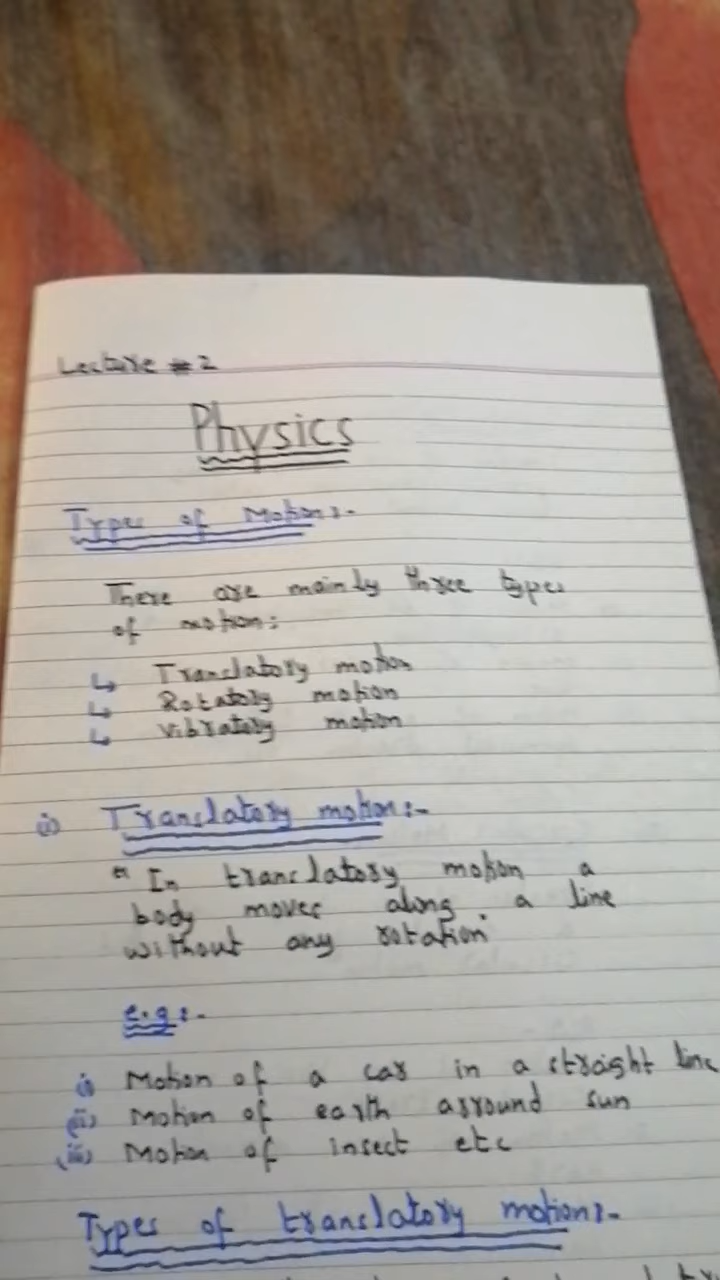 Lecture #2
Physics
Types of Motion:-
There are mainly three types
of motion:
↳ Translatory motion
↳ Rotatory motion
↳ Vibratory motion
i) Translatory motion:-
" In translatory motion a
body moves along a line
without any rotation"
e.g:-
i) Motion of a car in a straight line
(ii) Motion of earth arround sun
(iii) Motion of insect etc
Types of translatory motion:-